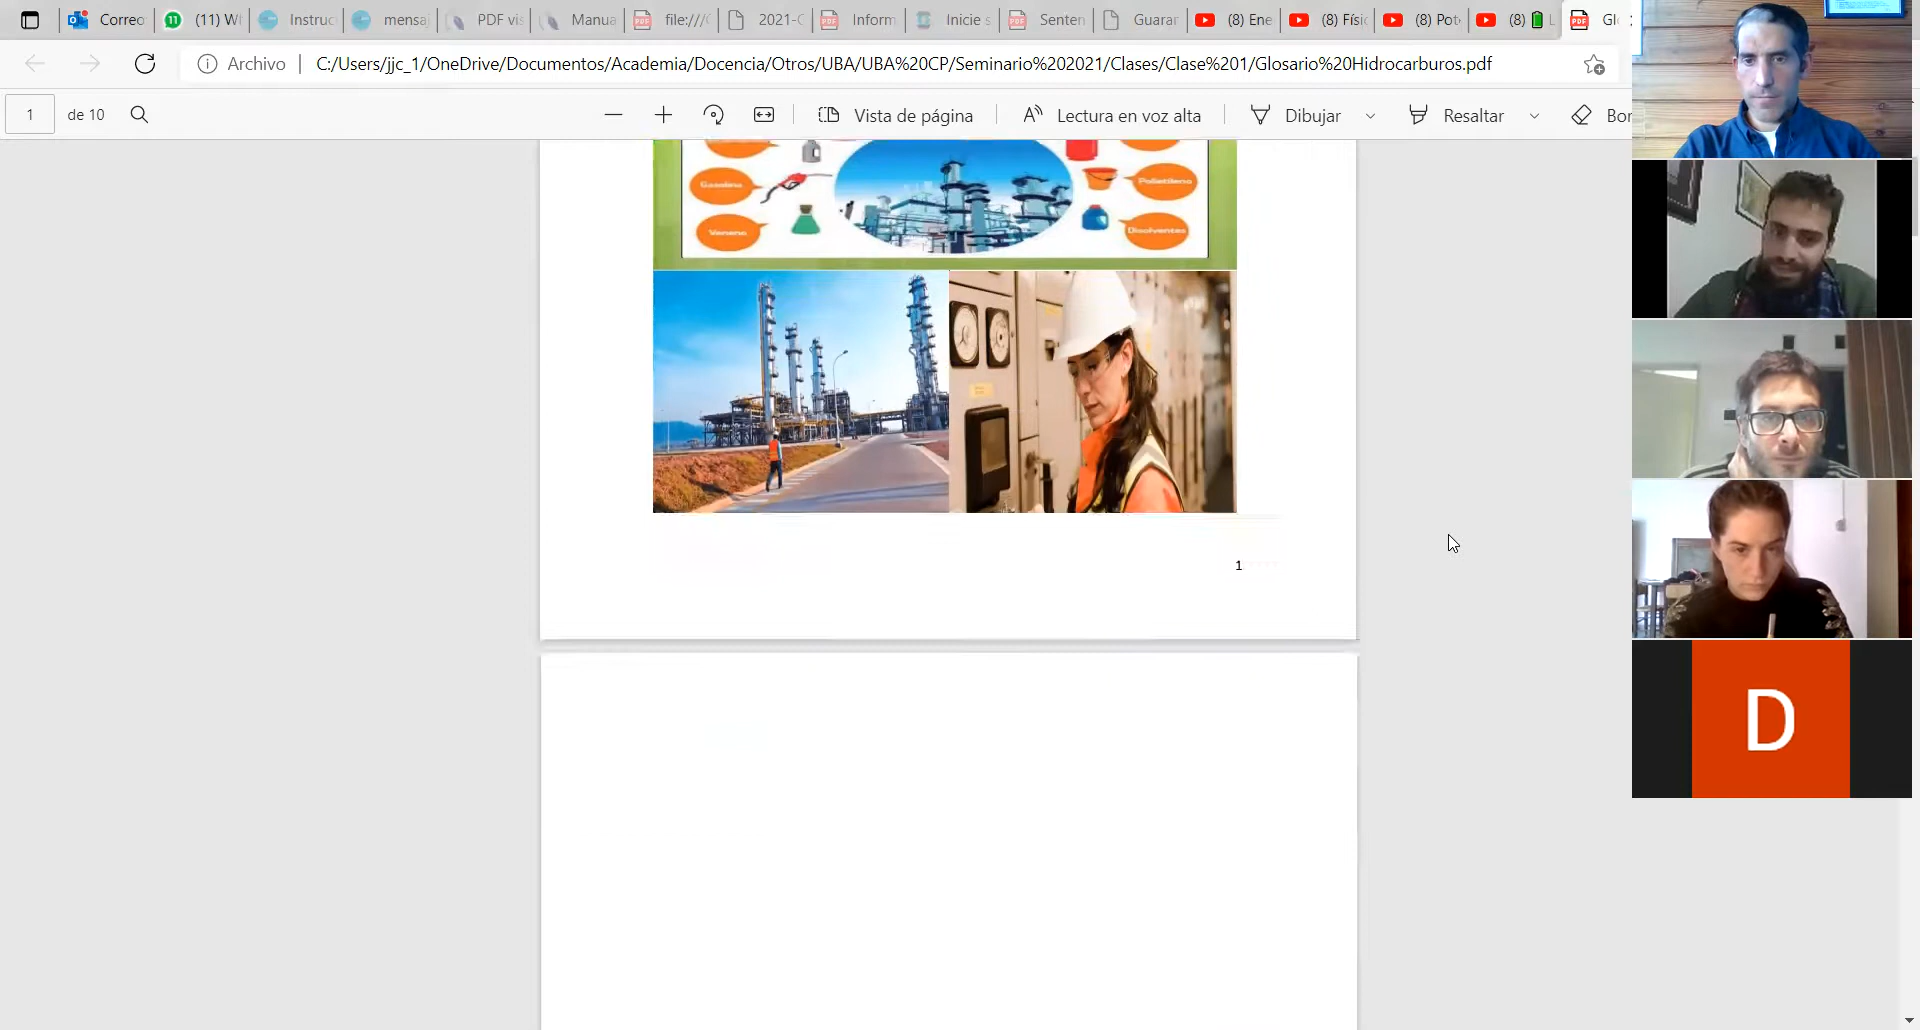 Correo (11) W Instruc mensaj PDF vis Manua file:///C 2021-C Inform Inicie s Senten Guarar (8) Ene (8) Físic (8) Pot (8) L Gl
Archivo | C:/Users/jjc_1/OneDrive/Documentos/Academia/Docencia/Otros/UBA/UBA%20CP/Seminario%202021/Clases/Clase%201/Glosario%20Hidrocarburos.pdf
1 de 10 Vista de página Lectura en voz alta Dibujar Resaltar Bor
Gasolina Polietileno
Veneno Disolventes
1
D